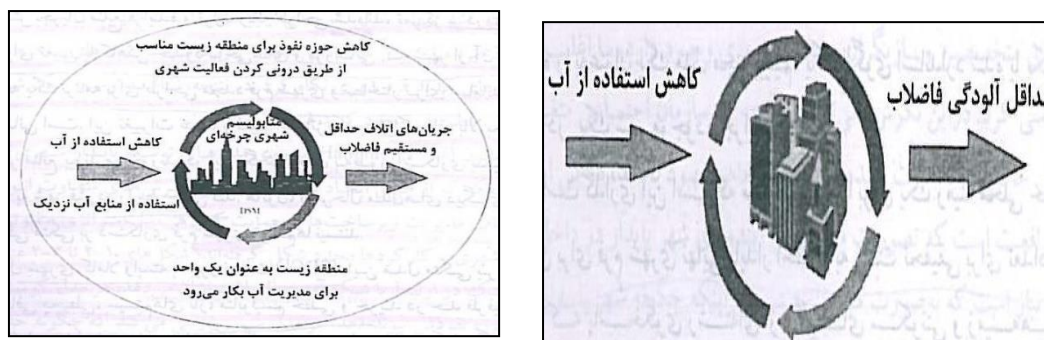 کاهش حوزه نفوذ برای منطقه زیست مناسب
از طریق درونی کردن فعالیت شهری
متابولیسم
شهری چرخه‌ای
جریان‌های اتلاف حداقل
و مستقیم فاضلاب
کاهش استفاده از آب
استفاده از منابع آب نزدیک
منطقه زیست به عنوان یک واحد
برای مدیریت آب بکار می‌رود
کاهش استفاده از آب
حداقل آلودگی فاضلاب